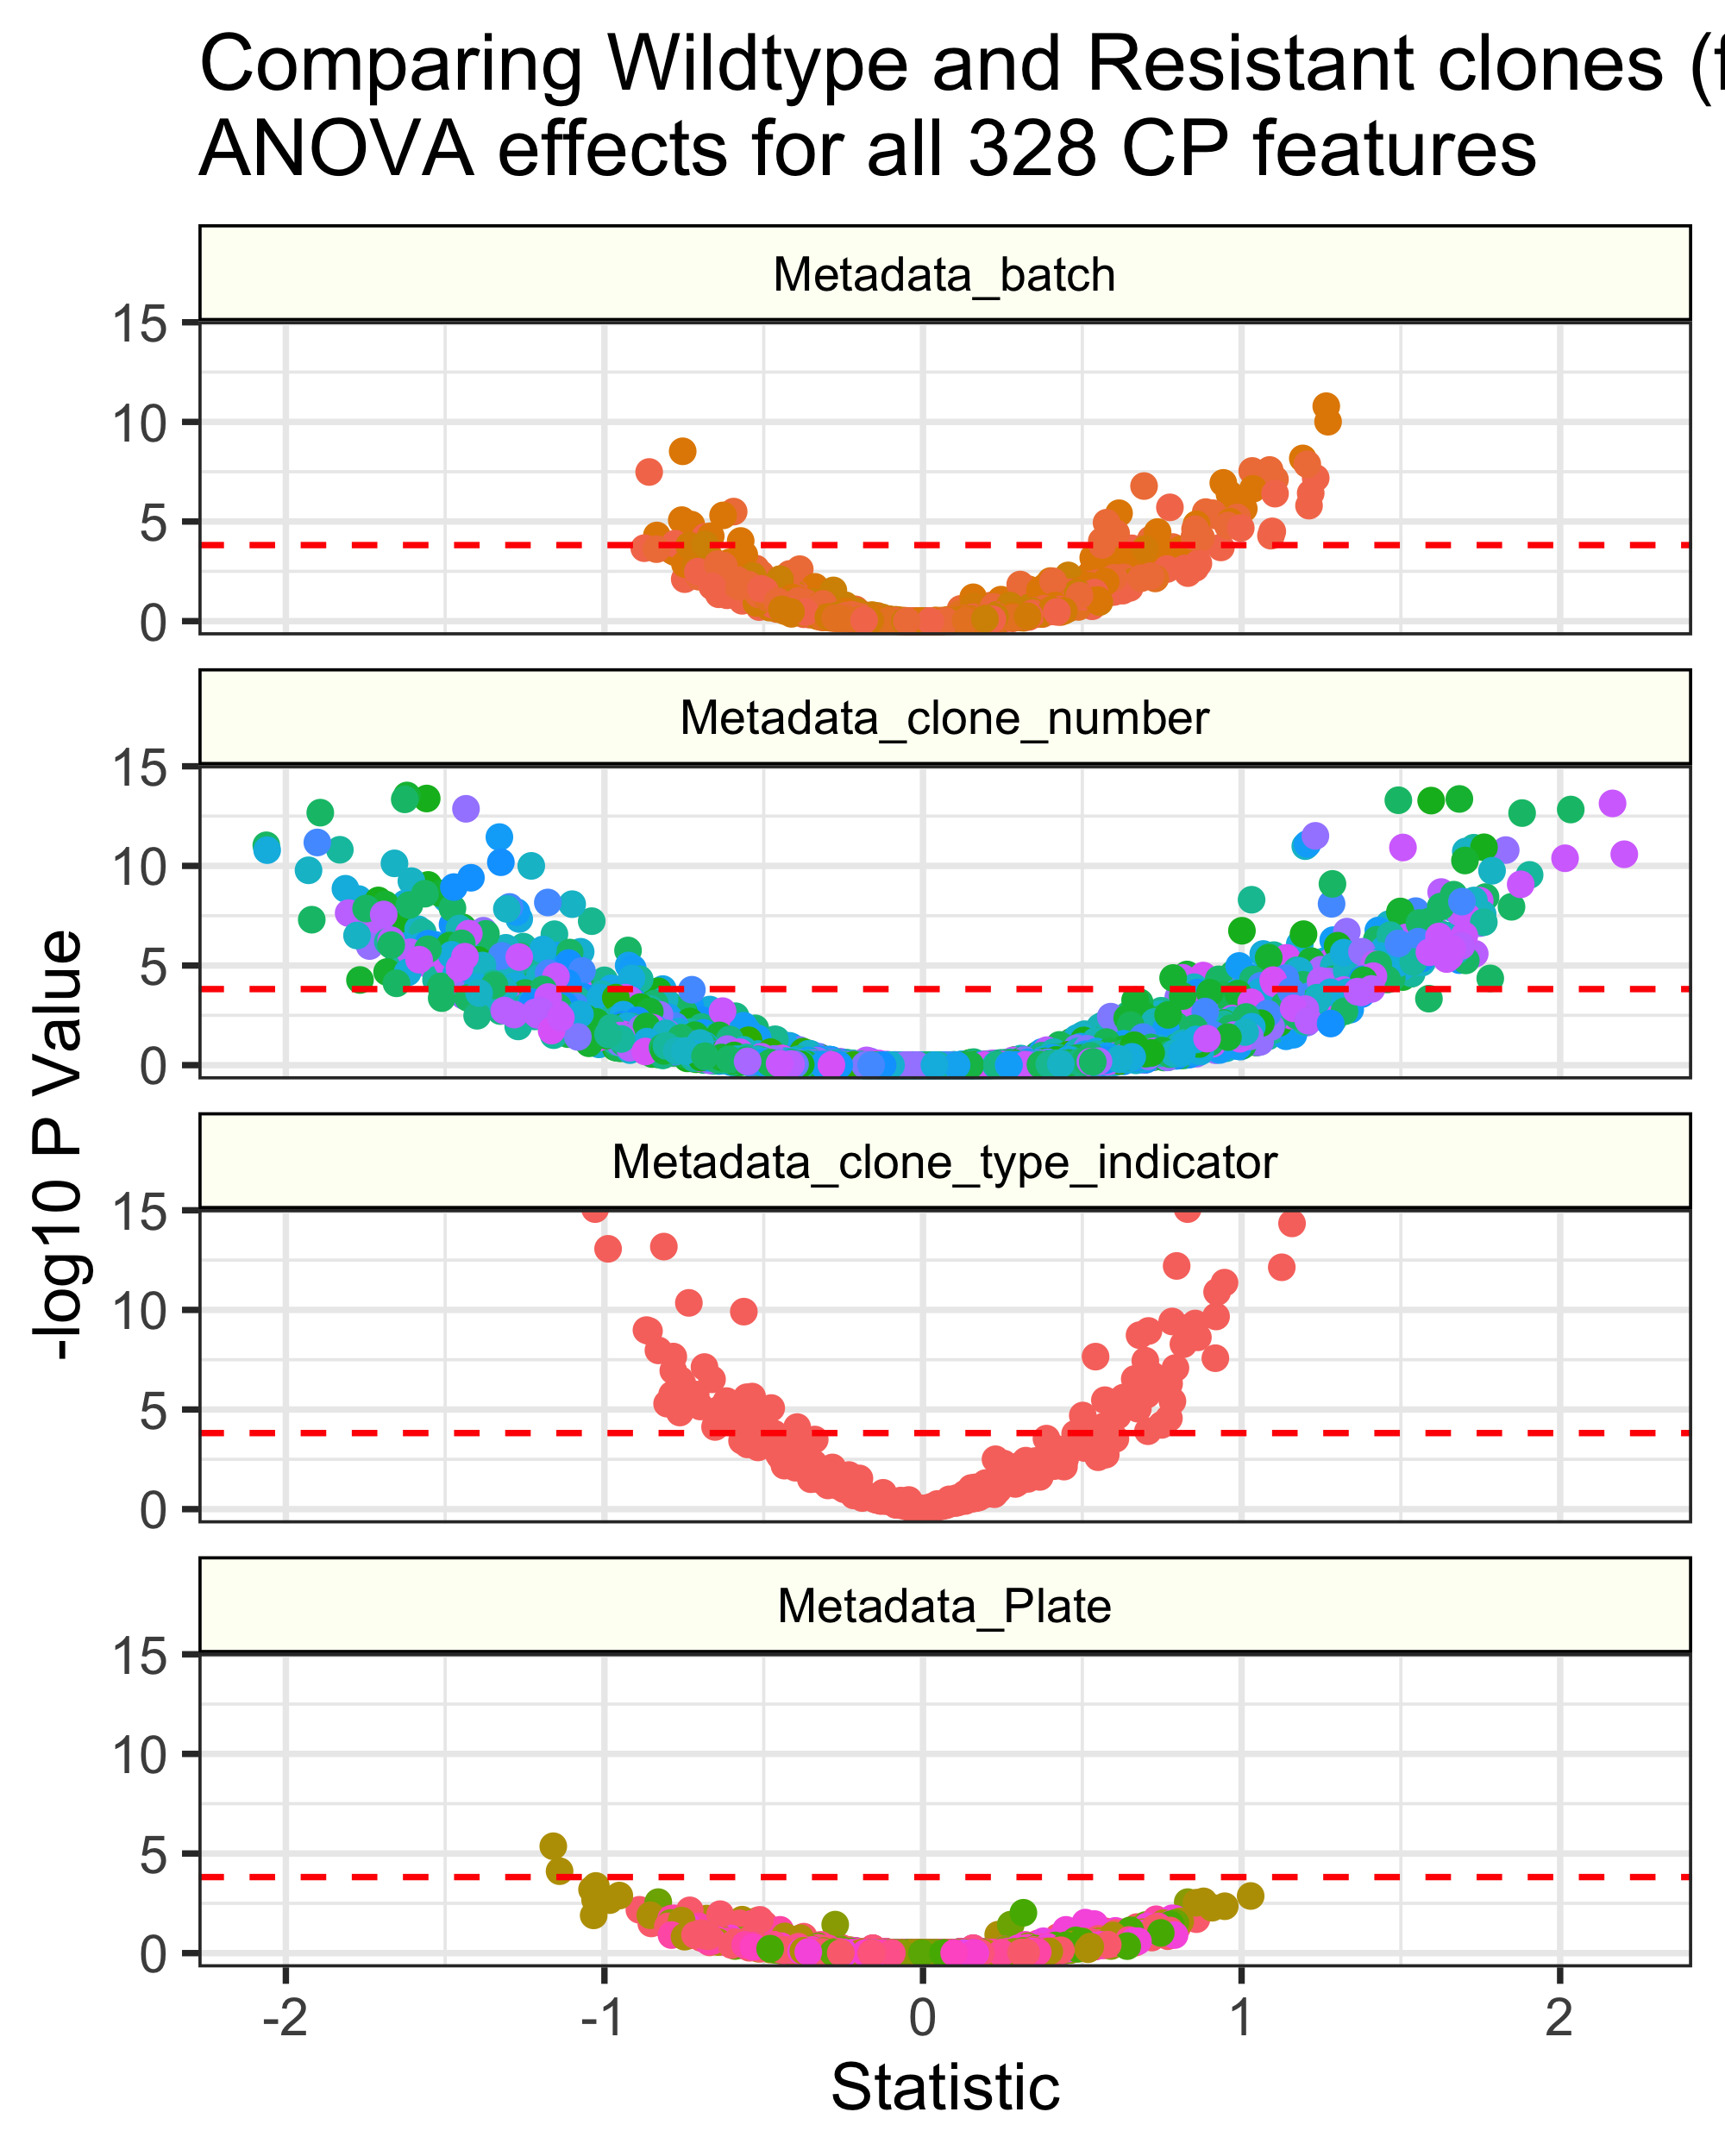 Comparing Wildtype and Resistant clones (f
ANOVA effects for all 328 CP features
Metadata_batch
15
10
5
0
Metadata_clone_number
15
10
5
0
Metadata_clone_type_indicator
15
10
5
0
Metadata_Plate
15
10
5
0
-2 -1 0 1 2
Statistic
-log10 P Value